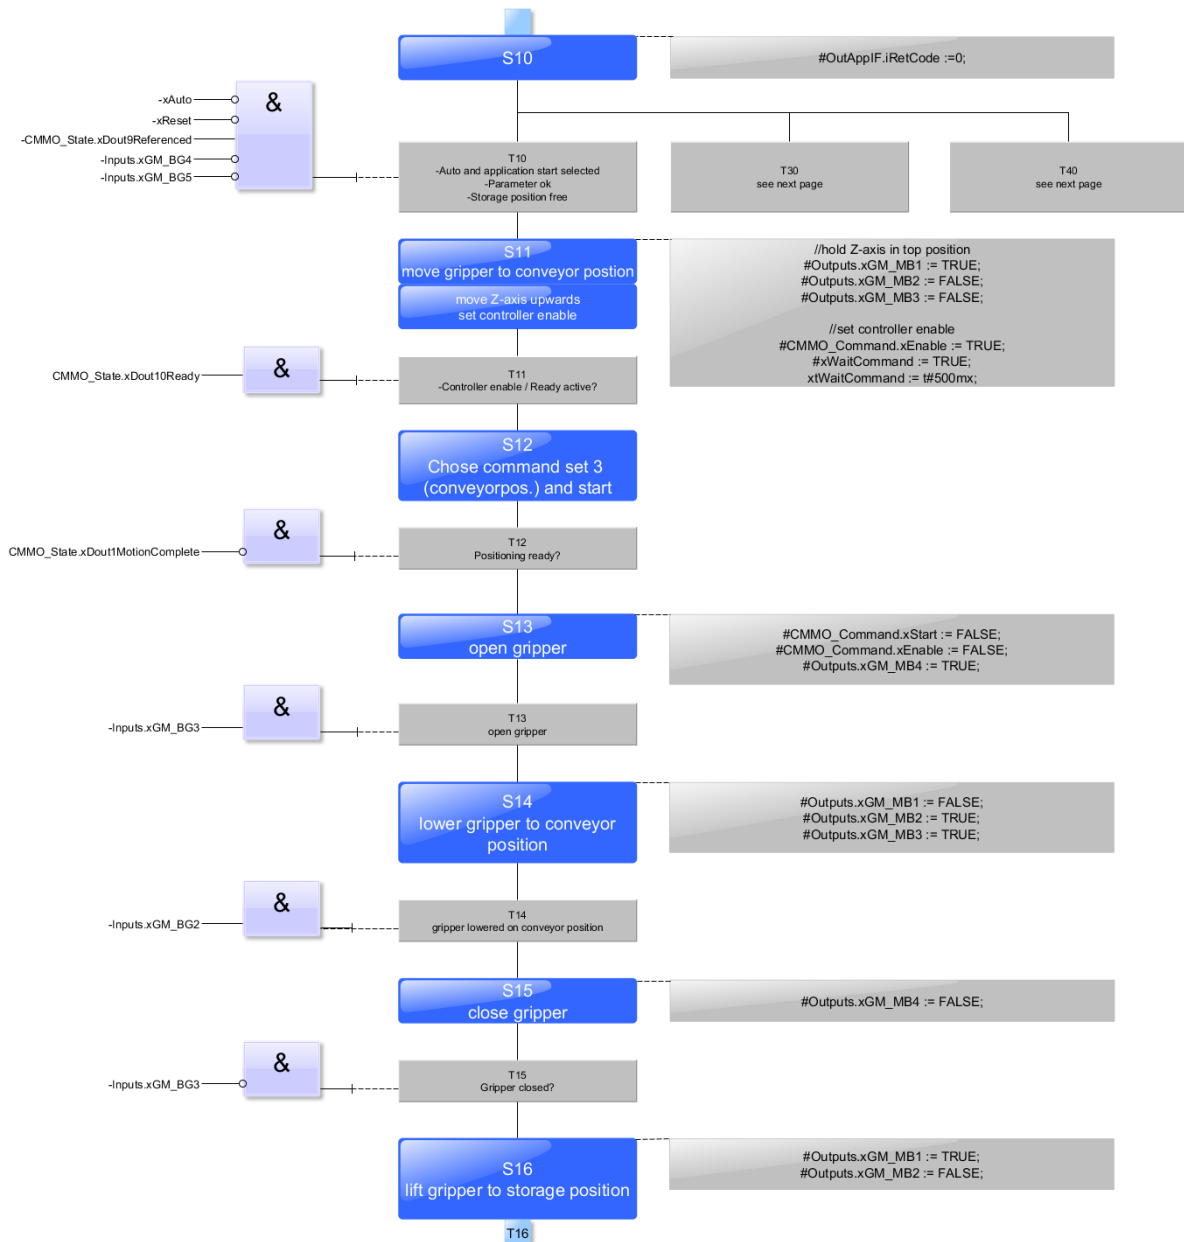 S10
#OutAppIF.iRetCode :=0;
&
-xAuto
-xReset
-CMMO_State.xDout9Referenced
-Inputs.xGM_BG4
-Inputs.xGM_BG5
T10
-Auto and application start selected
-Parameter ok
-Storage position free
T30
see next page
T40
see next page
S11
move gripper to conveyor postion
move Z-axis upwards
set controller enable
//hold Z-axis in top position
#Outputs.xGM_MB1 := TRUE;
#Outputs.xGM_MB2 := FALSE;
#Outputs.xGM_MB3 := FALSE;
//set controller enable
#CMMO_Command.xEnable := TRUE;
#xWaitCommand := TRUE;
xtWaitCommand := t#500mx;
&
CMMO_State.xDout10Ready
T11
-Controller enable / Ready active?
S12
Chose command set 3
(conveyorpos.) and start
&
CMMO_State.xDout1MotionComplete
T12
Positioning ready?
S13
open gripper
#CMMO_Command.xStart := FALSE;
#CMMO_Command.xEnable := FALSE;
#Outputs.xGM_MB4 := TRUE;
&
-Inputs.xGM_BG3
T13
open gripper
S14
lower gripper to conveyor
position
#Outputs.xGM_MB1 := FALSE;
#Outputs.xGM_MB2 := TRUE;
#Outputs.xGM_MB3 := TRUE;
&
-Inputs.xGM_BG2
T14
gripper lowered on conveyor position
S15
close gripper
#Outputs.xGM_MB4 := FALSE;
&
-Inputs.xGM_BG3
T15
Gripper closed?
S16
lift gripper to storage position
#Outputs.xGM_MB1 := TRUE;
#Outputs.xGM_MB2 := FALSE;
T16